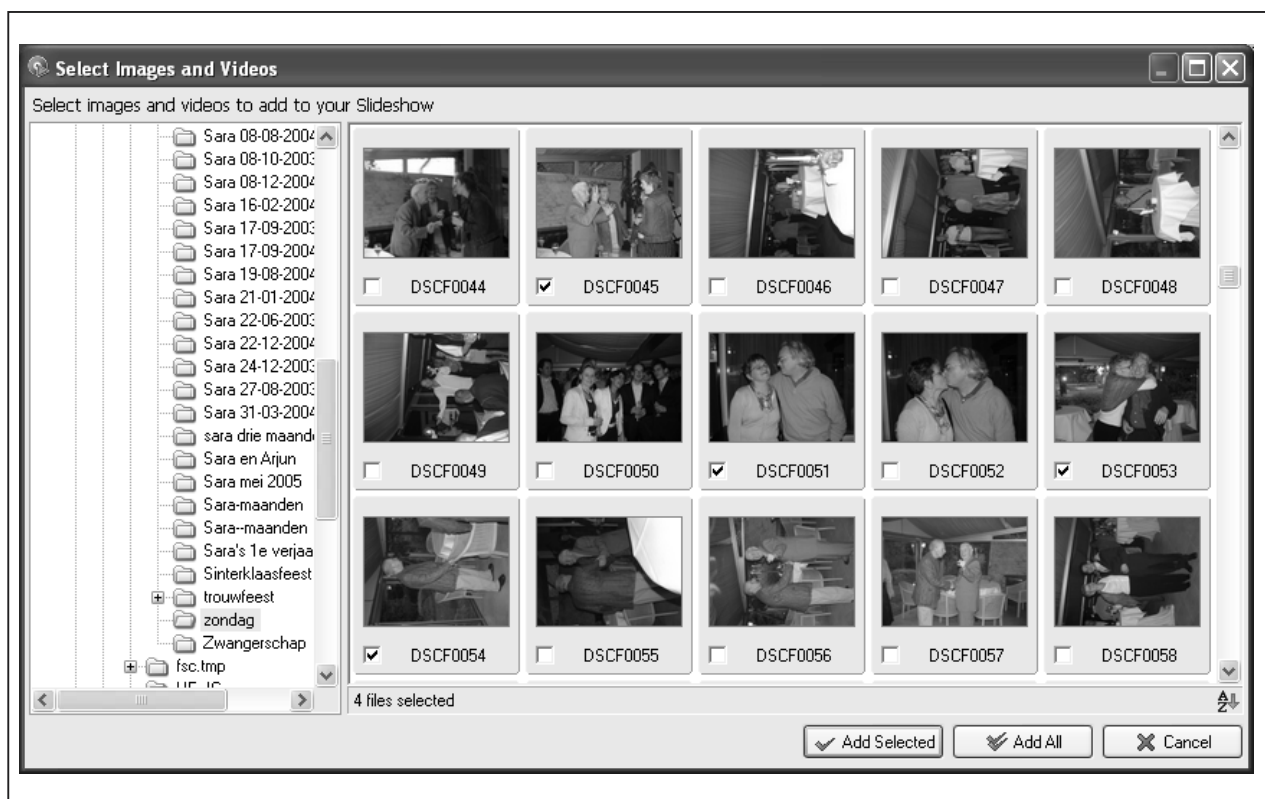 Select Images and Videos
Select images and videos to add to your Slideshow
Sara 08-08-2004
Sara 08-10-2003
Sara 08-12-2004
Sara 16-02-2004
Sara 17-09-2003
Sara 17-09-2004
Sara 19-08-2004
Sara 21-01-2004
Sara 22-06-2003
Sara 22-12-2004
Sara 24-12-2003
Sara 27-08-2003
Sara 31-03-2004
sara drie maand
Sara en Arjun
Sara mei 2005
Sara-maanden
Sara--maanden
Sara's 1e verjaa
Sinterklaasfeest
trouwfeest
zondag
Zwangerschap
fsc.tmp
DSCF0044 DSCF0045 DSCF0046 DSCF0047 DSCF0048
DSCF0049 DSCF0050 DSCF0051 DSCF0052 DSCF0053
DSCF0054 DSCF0055 DSCF0056 DSCF0057 DSCF0058
4 files selected
A
Z
Add Selected Add All Cancel